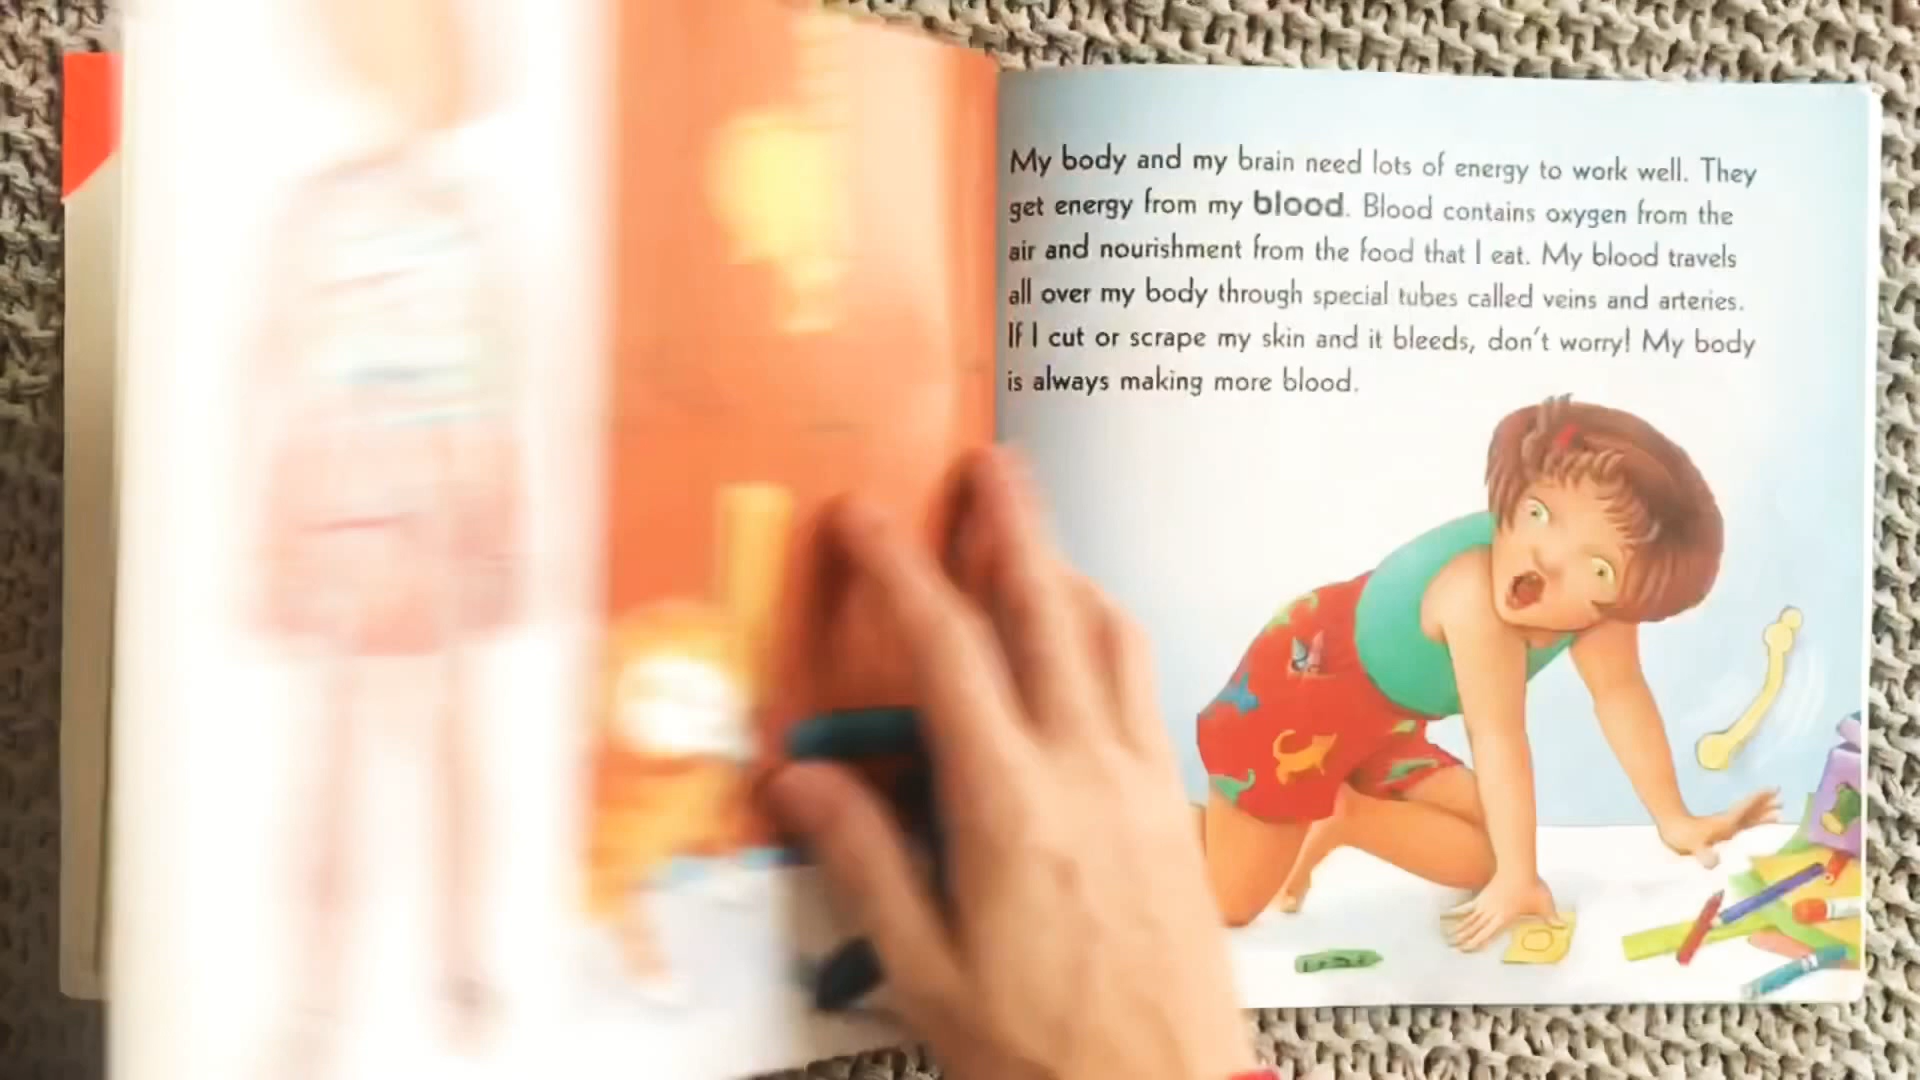 My body and my brain need lots of energy to work well. They
get energy from my blood. Blood contains oxygen from the
air and nourishment from the food that I eat. My blood travels
all over my body through special tubes called veins and arteries.
If I cut or scrape my skin and it bleeds, don't worry! My body
is always making more blood.